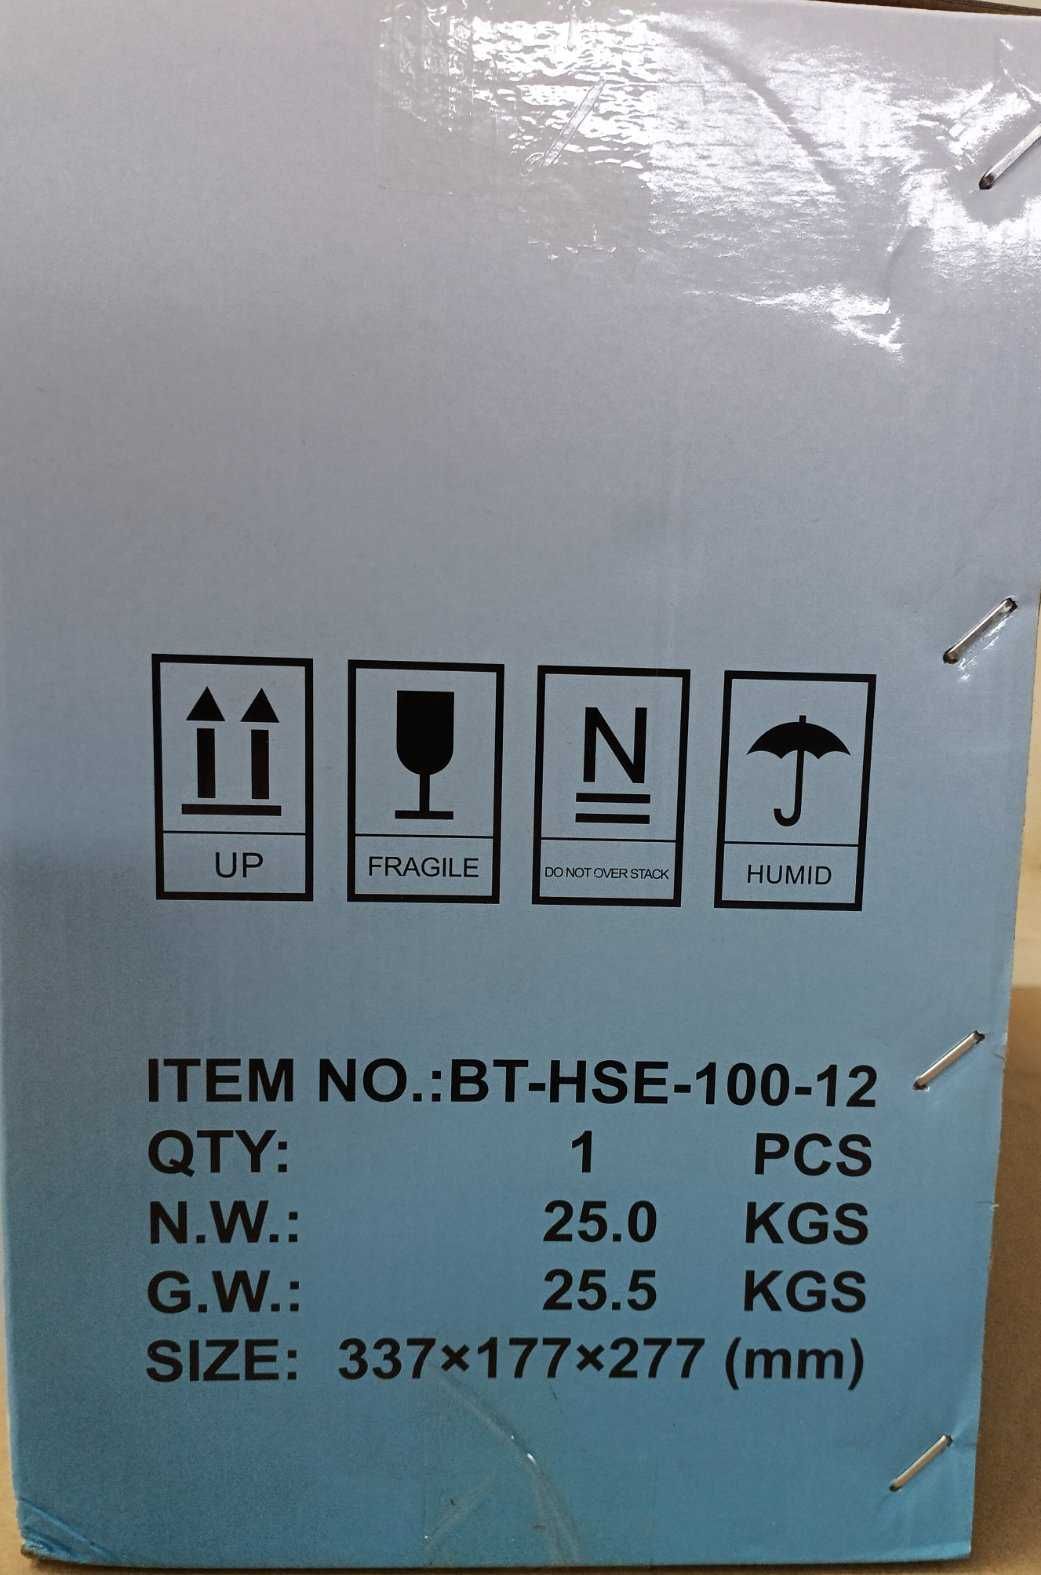 UP
FRAGILE
N
DO NOT OVER STACK
HUMID
ITEM NO.:BT-HSE-100-12
QTY: 1 PCS
N.W.: 25.0 KGS
G.W.: 25.5 KGS
SIZE: 337×177×277 (mm)